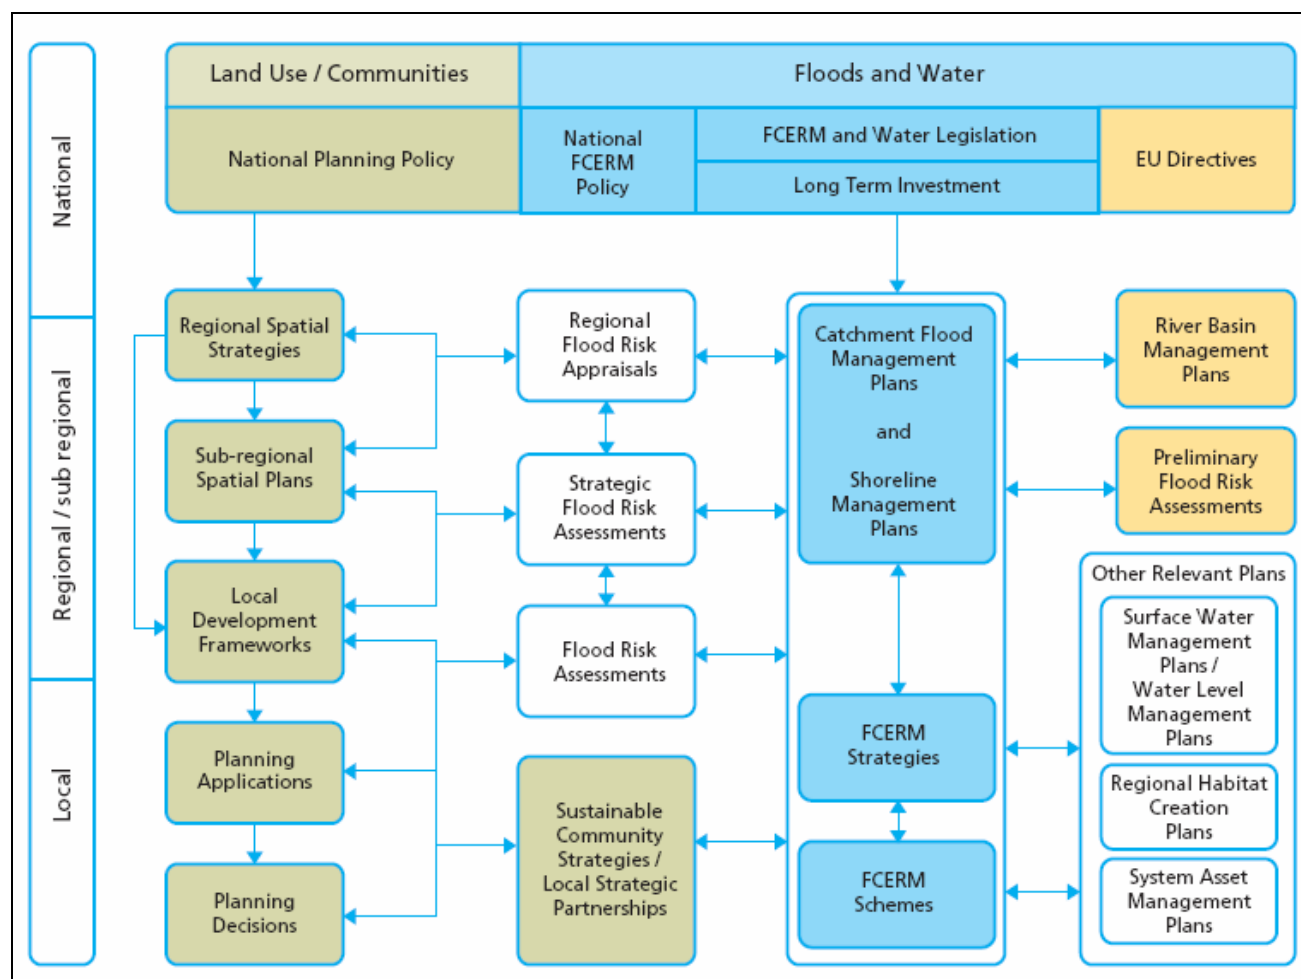 Land Use / Communities
Floods and Water
National
National Planning Policy
National
FCERM
Policy
FCERM and Water Legislation
Long Term Investment
EU Directives
Regional / sub regional
Regional Spatial
Strategies
Sub-regional
Spatial Plans
Local
Development
Frameworks
Local
Planning
Applications
Planning
Decisions
Regional
Flood Risk
Appraisals
Strategic
Flood Risk
Assessments
Flood Risk
Assessments
Sustainable
Community
Strategies /
Local Strategic
Partnerships
Catchment Flood
Management
Plans
and
Shoreline
Management
Plans
FCERM
Strategies
FCERM
Schemes
River Basin
Management
Plans
Preliminary
Flood Risk
Assessments
Other Relevant Plans
Surface Water
Management
Plans /
Water Level
Management
Plans
Regional Habitat
Creation
Plans
System Asset
Management
Plans